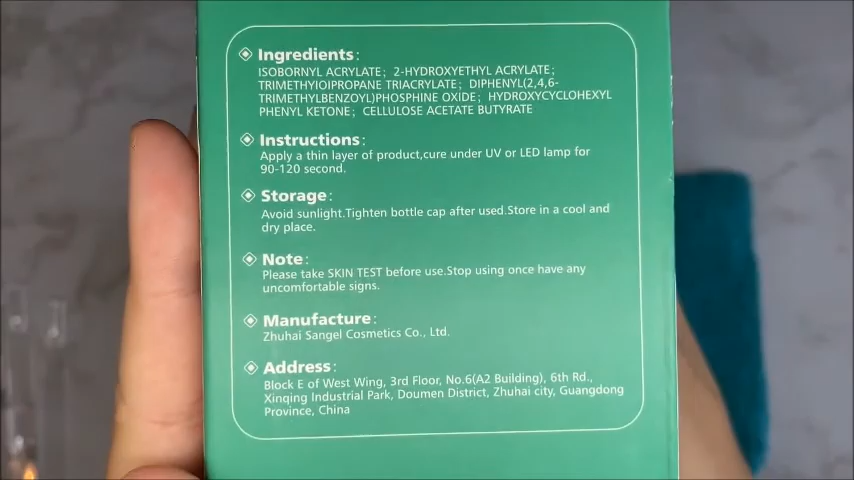 Ingredients:
ISOBORNYL ACRYLATE; 2-HYDROXYETHYL ACRYLATE;
TRIMETHYIOIPROPANE TRIACRYLATE; DIPHENYL(2,4,6-
TRIMETHYLBENZOYL)PHOSPHINE OXIDE; HYDROXYCYCLOHEXYL
PHENYL KETONE; CELLULOSE ACETATE BUTYRATE
Instructions:
Apply a thin layer of product,cure under UV or LED lamp for
90-120 second.
Storage:
Avoid sunlight.Tighten bottle cap after used.Store in a cool and
dry place.
Note:
Please take SKIN TEST before use.Stop using once have any
uncomfortable signs.
Manufacture:
Zhuhai Sangel Cosmetics Co., Ltd.
Address:
Block E of West Wing, 3rd Floor, No.6(A2 Building), 6th Rd.,
Xinqing Industrial Park, Doumen District, Zhuhai city, Guangdong
Province, China